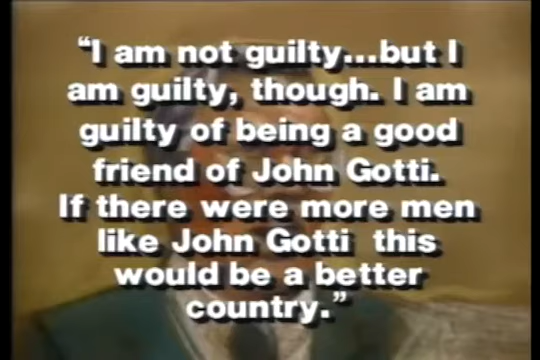 “I am not guilty...but I
am guilty, though. I am
guilty of being a good
friend of John Gotti.
If there were more men
like John Gotti this
would be a better
country.”